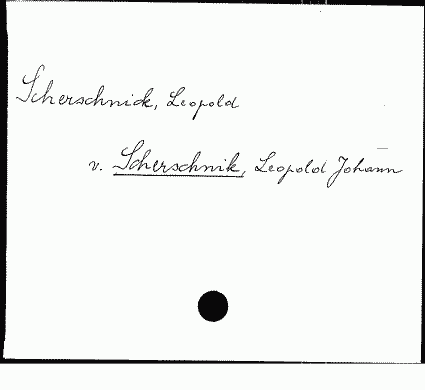 Scherschnick, Leopold
v. Scherschnik, Leopold Johann